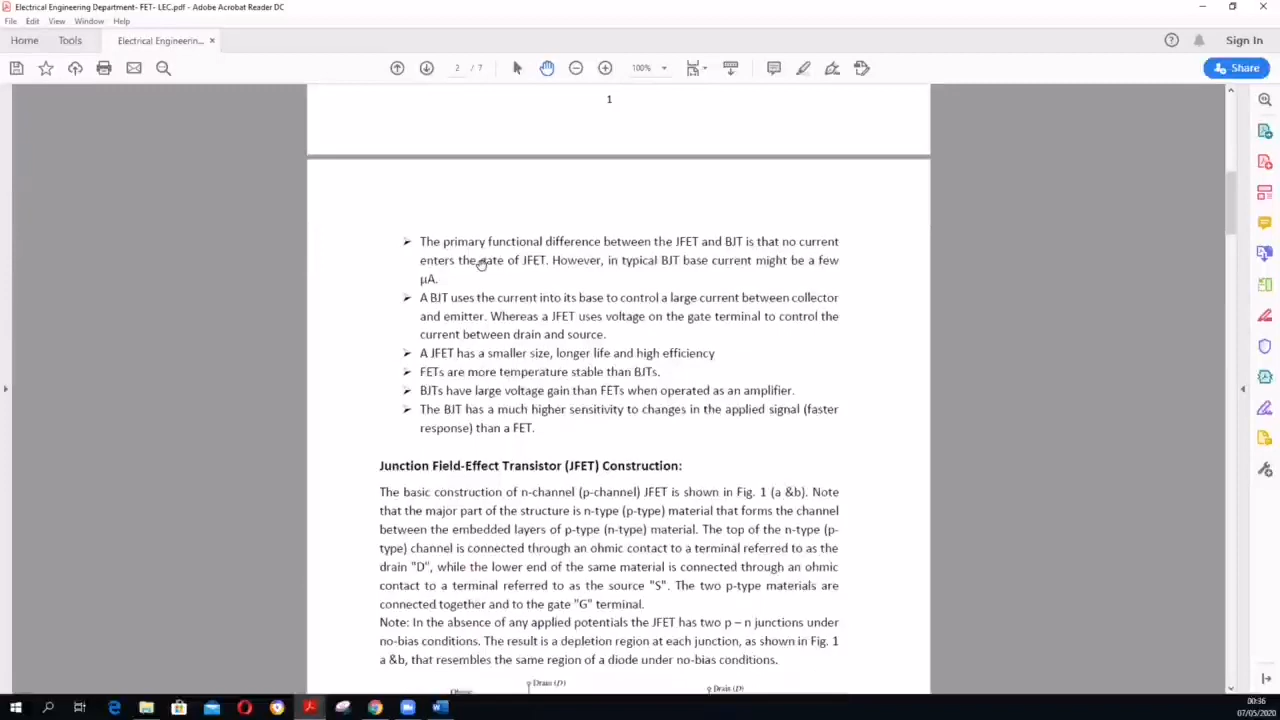 Electrical Engineering Department- FET- LEC.pdf - Adobe Acrobat Reader DC
File Edit View Window Help
Home Tools Electrical Engineerin... × Sign In
2 / 7 100% Share
1
➢ The primary functional difference between the JFET and BJT is that no current
enters the gate of JFET. However, in typical BJT base current might be a few
µA.
➢ A BJT uses the current into its base to control a large current between collector
and emitter. Whereas a JFET uses voltage on the gate terminal to control the
current between drain and source.
➢ A JFET has a smaller size, longer life and high efficiency
➢ FETs are more temperature stable than BJTs.
➢ BJTs have large voltage gain than FETs when operated as an amplifier.
➢ The BJT has a much higher sensitivity to changes in the applied signal (faster
response) than a FET.
Junction Field-Effect Transistor (JFET) Construction:
The basic construction of n-channel (p-channel) JFET is shown in Fig. 1 (a &b). Note
that the major part of the structure is n-type (p-type) material that forms the channel
between the embedded layers of p-type (n-type) material. The top of the n-type (p-
type) channel is connected through an ohmic contact to a terminal referred to as the
drain "D", while the lower end of the same material is connected through an ohmic
contact to a terminal referred to as the source "S". The two p-type materials are
connected together and to the gate "G" terminal.
Note: In the absence of any applied potentials the JFET has two p – n junctions under
no-bias conditions. The result is a depletion region at each junction, as shown in Fig. 1
a &b, that resembles the same region of a diode under no-bias conditions.
Drain (D)
Drain (D)
00:36
07/05/2020